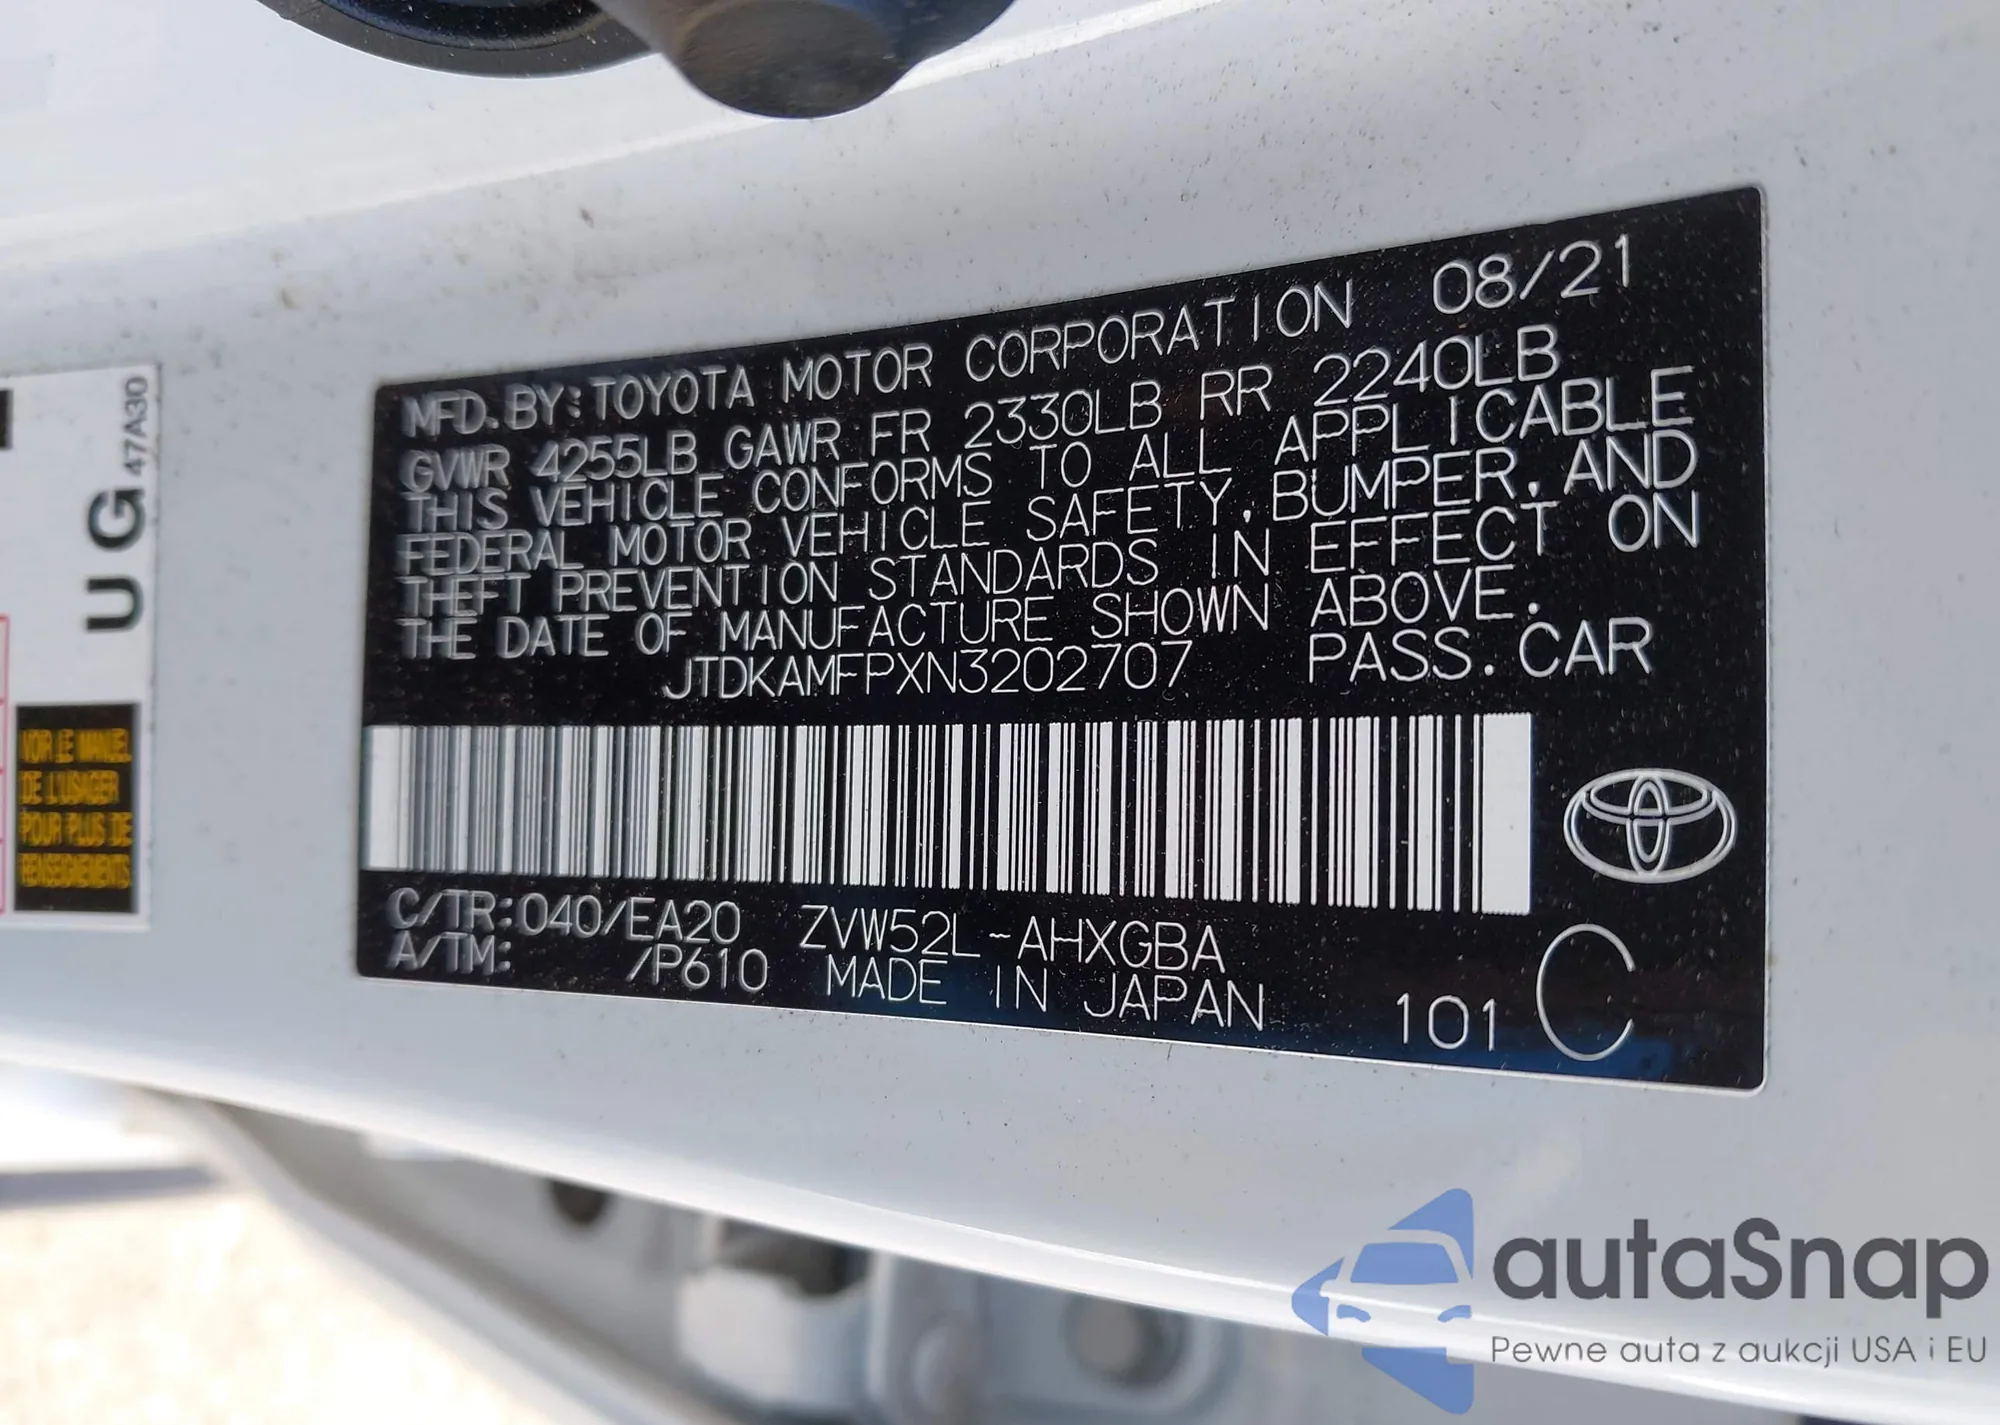 MFD. BY: TOYOTA MOTOR CORPORATION 08/21
GVWR 4255LB GAWR FR 2330LB RR 2240LB
THIS VEHICLE CONFORMS TO ALL APPLICABLE
FEDERAL MOTOR VEHICLE SAFETY, BUMPER, AND
THEFT PREVENTION STANDARDS IN EFFECT ON
THE DATE OF MANUFACTURE SHOWN ABOVE.
JTDKAMFPXN3202707 PASS. CAR
C/TR: 040/EA20 ZVW52L-AHXGBA
A/TM: /P610 MADE IN JAPAN 101 C
UG 47A30
VOIR LE MANUEL
DE L'USAGER
POUR PLUS DE
RENSEIGNEMENTS
autaSnap
Pewne auta z aukcji USA i EU